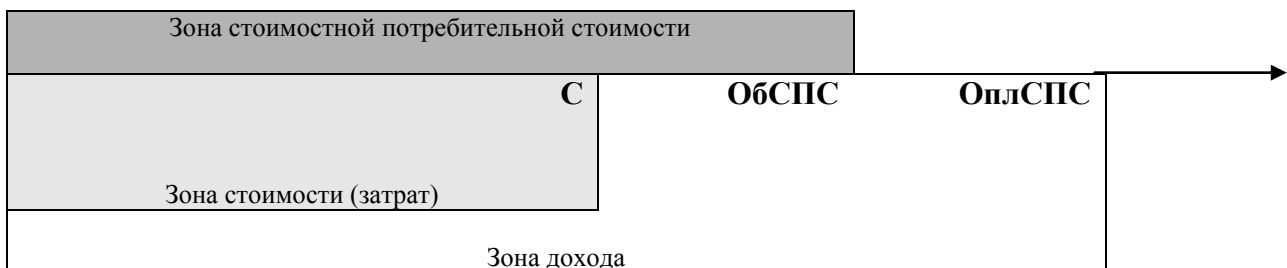 Зона стоимостной потребительной стоимости
С ОбСПС ОплСПС
Зона стоимости (затрат)
Зона дохода